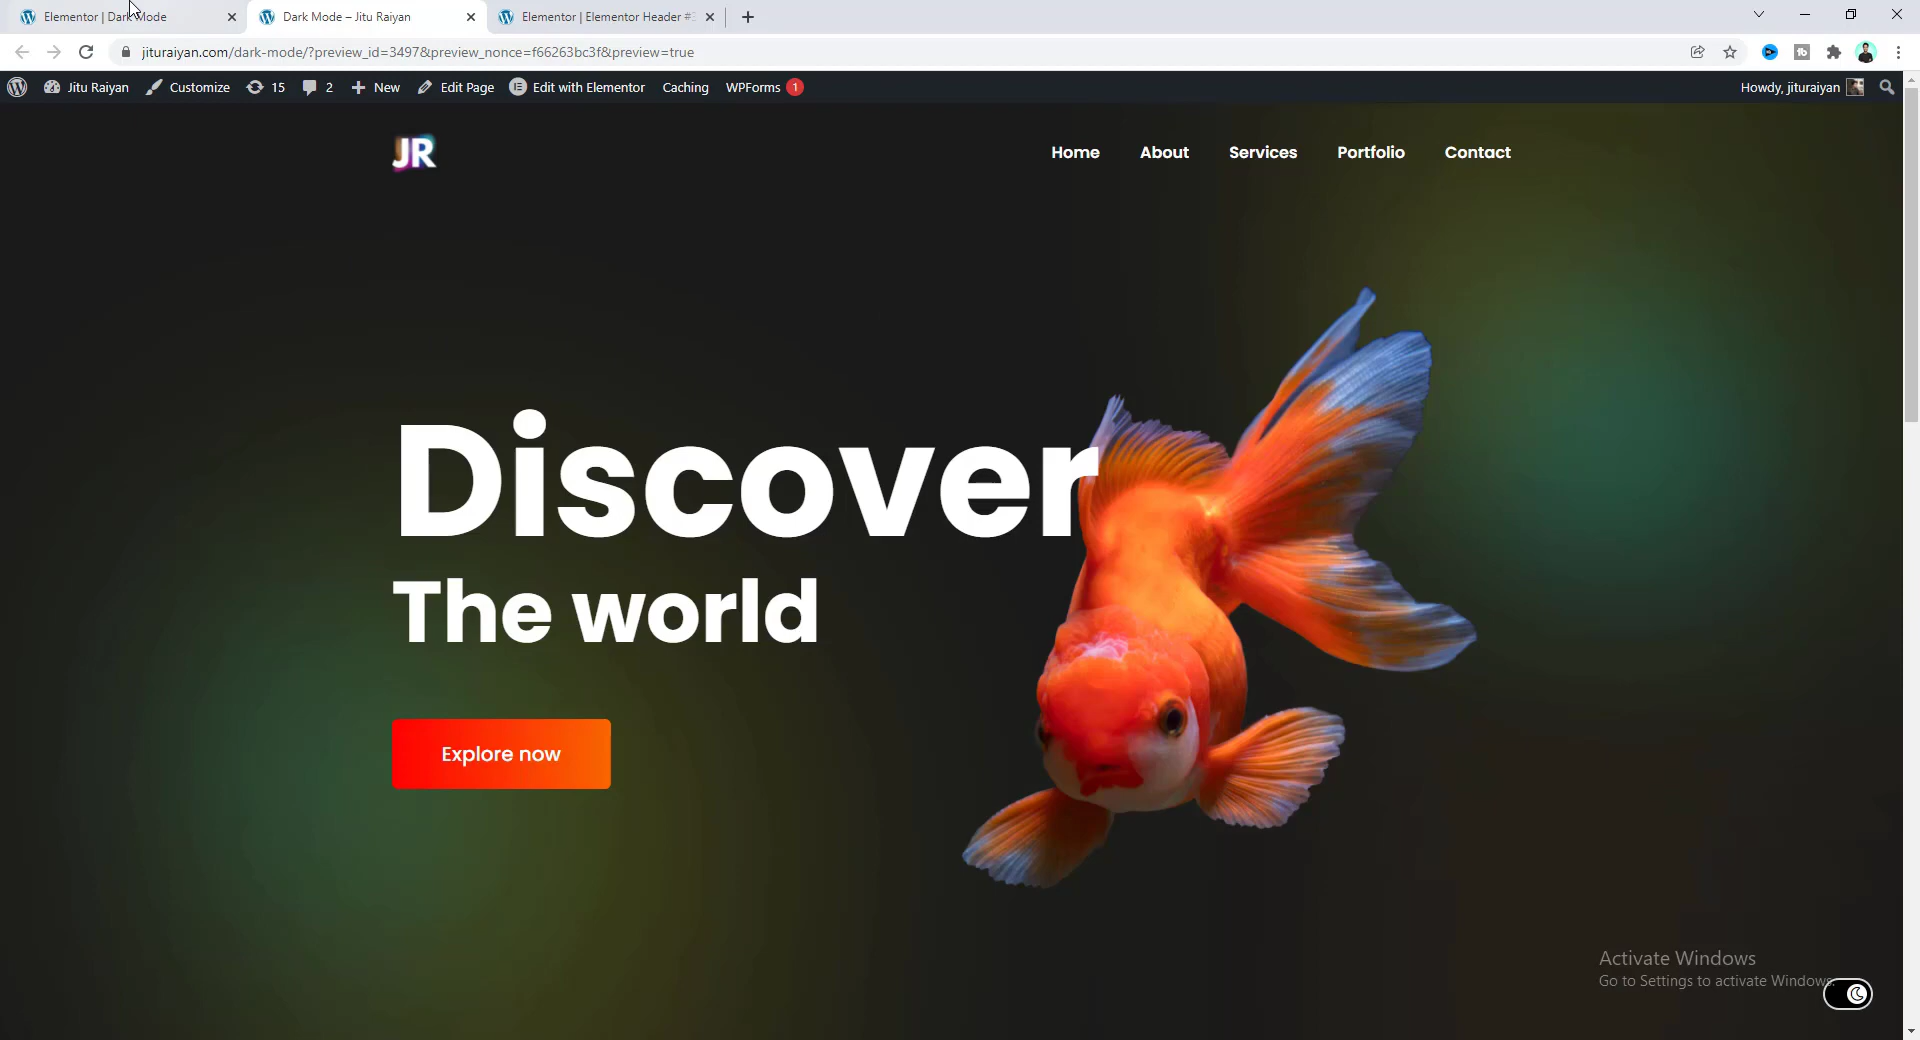 Elementor | Dark Mode
Dark Mode – Jitu Raiyan
Elementor | Elementor Header #3
jituraiyan.com/dark-mode/?preview_id=3497&preview_nonce=f66263bc3f&preview=true
Jitu Raiyan
Customize
15
2
New
Edit Page
Edit with Elementor
Caching
WPForms 1
Howdy, jituraiyan
JR
Home
About
Services
Portfolio
Contact
Discover
The world
Explore now
Activate Windows
Go to Settings to activate Windows.